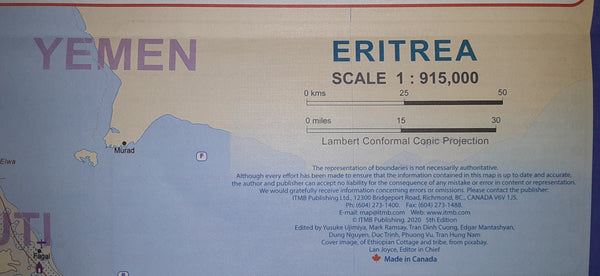 YEMEN
ERITREA
SCALE 1 : 915,000
0 kms 25 50
0 miles 15 30
Lambert Conformal Conic Projection
Murad
F
Elwa
The representation of boundaries is not necessarily authoritative.
Although every effort has been made to ensure that the information contained in this map is up to date and accurate,
the author and publisher can accept no liability for the consequence of any mistake or error in content or representation.
We would gratefully receive information concerning errors or omissions. Please contact the publisher:
ITMB Publishing Ltd., 12300 Bridgeport Road, Richmond, BC., CANADA V6V 1J5.
Ph: (604) 273-1400. Fax: (604) 273-1488.
E-mail: map@itmb.com Web: www.itmb.com
© ITMB Publishing. 2020 5th Edition
Edited by Yusuke Ujimiya, Mark Ramsay, Tran Dinh Cuong, Edgar Mantashyan,
Dung Nguyen, Duc Trinh, Phuong Vu, Tran Hung Nam
Cover image, of Ethiopian Cottage and tribe, from pixabay.
Lan Joyce, Editor in Chief
Made in Canada
UTI
Fagal
F